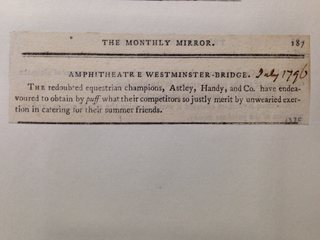 THE MONTHLY MIRROR. 187
AMPHITHEATRE WESTMINSTER-BRIDGE. July 1796
THE redoubted equestrian champions, Astley, Handy, and Co. have endea-
voured to obtain by puff what their competitors so justly merit by unwearied exer-
tion in catering for their summer friends.